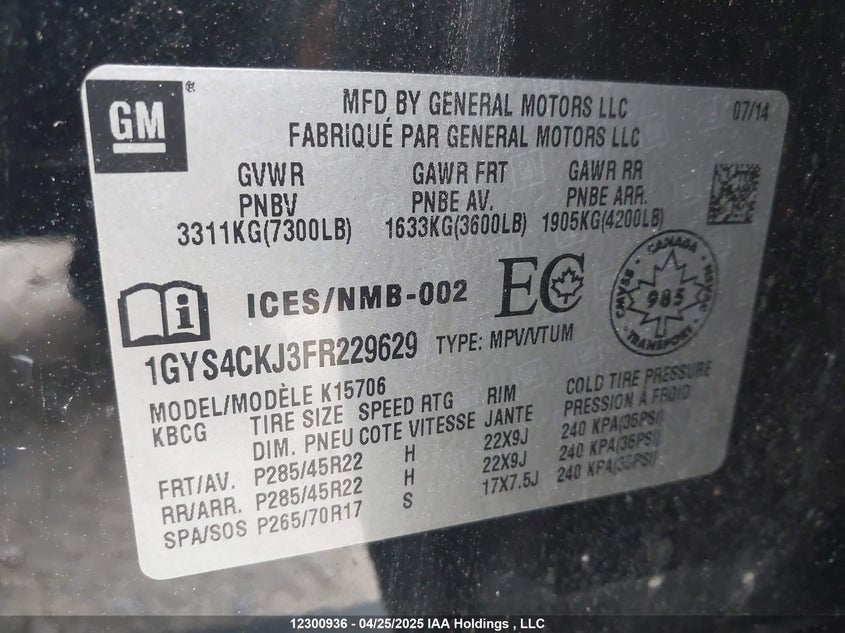 GM®
MFD BY GENERAL MOTORS LLC
07/14
FABRIQUÉ PAR GENERAL MOTORS LLC
GVWR GAWR FRT GAWR RR
PNBV PNBE AV. PNBE ARR.
3311KG(7300LB) 1633KG(3600LB) 1905KG(4200LB)
ICES/NMB-002 EC
CANADA
CMVSS 985 NSVAC
TRANSPORT
1GYS4CKJ3FR229629 TYPE: MPV/VTUM
MODEL/MODÈLE K15706
KBCG TIRE SIZE SPEED RTG RIM COLD TIRE PRESSURE
DIM. PNEU COTE VITESSE JANTE PRESSION À FROID
FRT/AV. P285/45R22 H 22X9J 240 KPA(35PSI)
RR/ARR. P285/45R22 H 22X9J 240 KPA(35PSI)
SPA/SOS P265/70R17 S 17X7.5J 240 KPA(35PSI)
12300936 - 04/25/2025 IAA Holdings , LLC